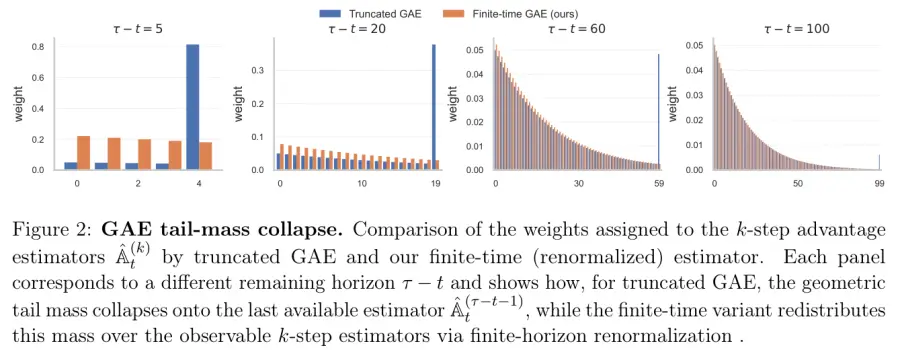 Truncated GAE Finite-time GAE (ours)
τ − t = 5 τ − t = 20 τ − t = 60 τ − t = 100
weight
0.8
0.6
0.4
0.2
0.0
0 2 4
weight
0.3
0.2
0.1
0.0
0 10 19
weight
0.05
0.04
0.03
0.02
0.01
0.00
0 30 59
weight
0.05
0.04
0.03
0.02
0.01
0.00
0 50 99
Figure 2: GAE tail-mass collapse. Comparison of the weights assigned to the k-step advantage
estimators Â_t^(k) by truncated GAE and our finite-time (renormalized) estimator. Each panel
corresponds to a different remaining horizon τ − t and shows how, for truncated GAE, the geometric
tail mass collapses onto the last available estimator Â_t^(τ−t−1), while the finite-time variant redistributes
this mass over the observable k-step estimators via finite-horizon renormalization .